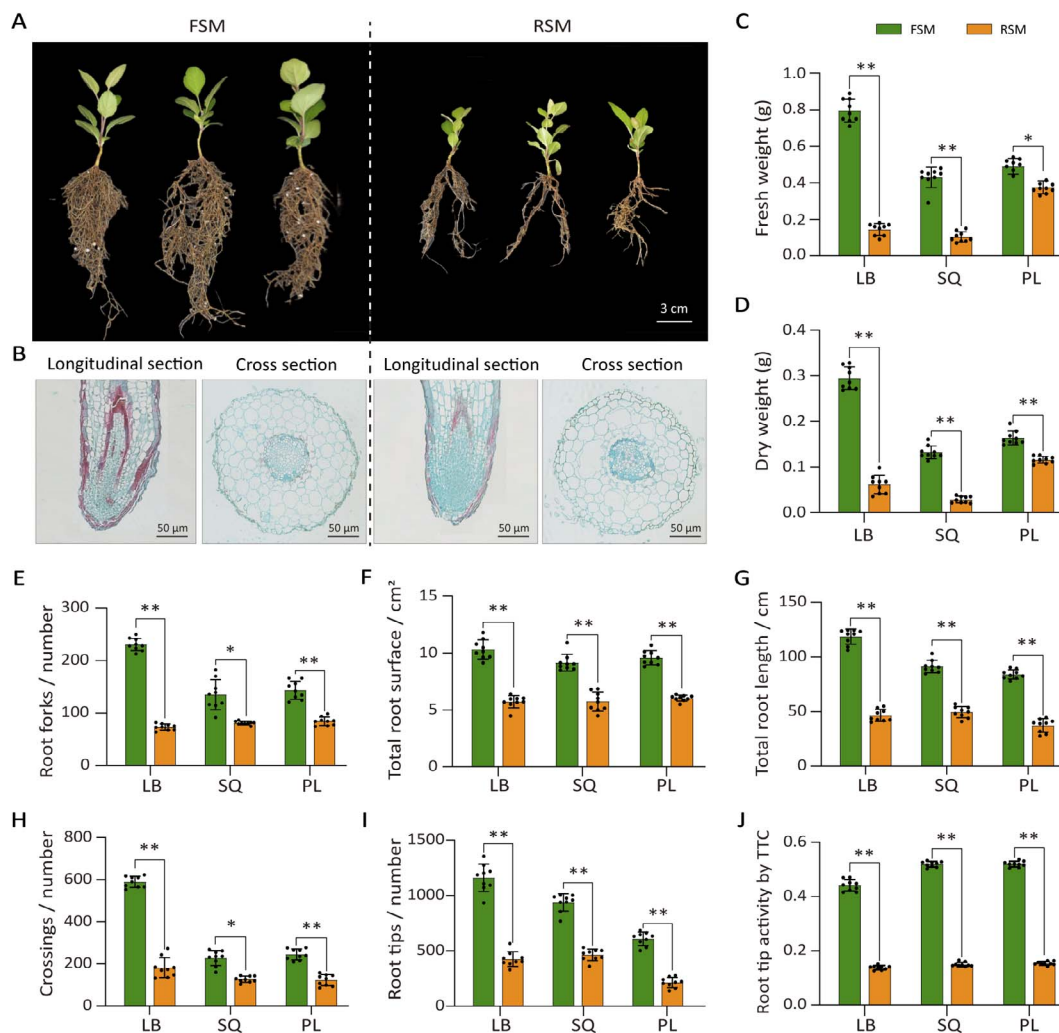 A
FSM
RSM
3 cm
B
Longitudinal section
Cross section
Longitudinal section
Cross section
50 μm
50 μm
50 μm
50 μm
C
FSM
RSM
Fresh weight (g)
1.0
0.8
0.6
0.4
0.2
0.0
**
**
*
LB
SQ
PL
D
Dry weight (g)
0.4
0.3
0.2
0.1
0.0
**
**
**
LB
SQ
PL
E
Root forks / number
300
200
100
0
**
*
**
LB
SQ
PL
F
Total root surface / cm²
15
10
5
0
**
**
**
LB
SQ
PL
G
Total root length / cm
150
100
50
0
**
**
**
LB
SQ
PL
H
Crossings / number
800
600
400
200
0
**
*
**
LB
SQ
PL
I
Root tips / number
1500
1000
500
0
**
**
**
LB
SQ
PL
J
Root tip activity by TTC
0.6
0.4
0.2
0.0
**
**
**
LB
SQ
PL